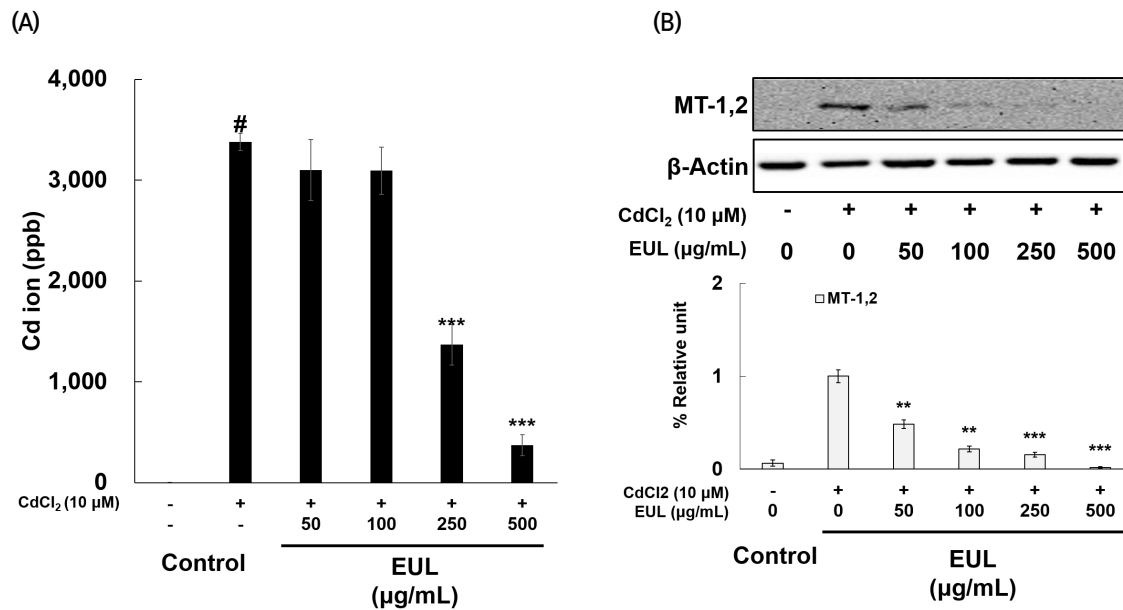 (A)
4,000
3,000
2,000
1,000
0
Cd ion (ppb)
#
***
***
CdCl₂ (10 µM) - + + + + +
- - 50 100 250 500
Control
EUL
(µg/mL)
(B)
MT-1,2
β-Actin
CdCl₂ (10 µM) - + + + + +
EUL (µg/mL) 0 0 50 100 250 500
2
1
0
% Relative unit
MT-1,2
**
**
***
***
CdCl2 (10 µM) - + + + + +
EUL (µg/mL) 0 0 50 100 250 500
Control
EUL
(µg/mL)